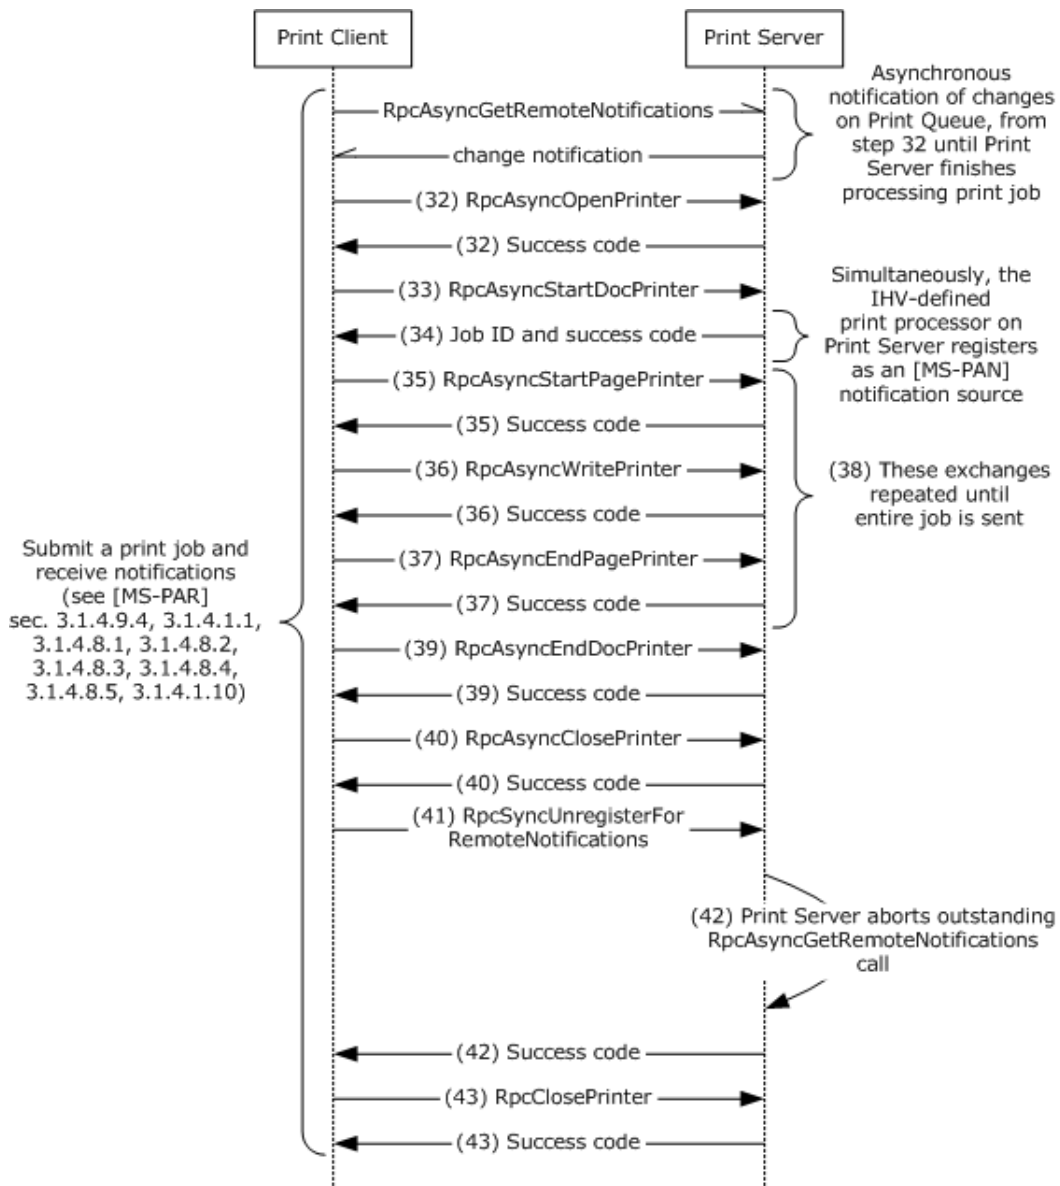 Print Client
Print Server
RpcAsyncGetRemoteNotifications
change notification
Asynchronous
notification of changes
on Print Queue, from
step 32 until Print
Server finishes
processing print job
(32) RpcAsyncOpenPrinter
(32) Success code
(33) RpcAsyncStartDocPrinter
(34) Job ID and success code
Simultaneously, the
IHV-defined
print processor on
Print Server registers
as an [MS-PAN]
notification source
(35) RpcAsyncStartPagePrinter
(35) Success code
(36) RpcAsyncWritePrinter
(36) Success code
(37) RpcAsyncEndPagePrinter
(37) Success code
(38) These exchanges
repeated until
entire job is sent
Submit a print job and
receive notifications
(see [MS-PAR]
sec. 3.1.4.9.4, 3.1.4.1.1,
3.1.4.8.1, 3.1.4.8.2,
3.1.4.8.3, 3.1.4.8.4,
3.1.4.8.5, 3.1.4.1.10)
(39) RpcAsyncEndDocPrinter
(39) Success code
(40) RpcAsyncClosePrinter
(40) Success code
(41) RpcSyncUnregisterFor
RemoteNotifications
(42) Print Server aborts outstanding
RpcAsyncGetRemoteNotifications
call
(42) Success code
(43) RpcClosePrinter
(43) Success code